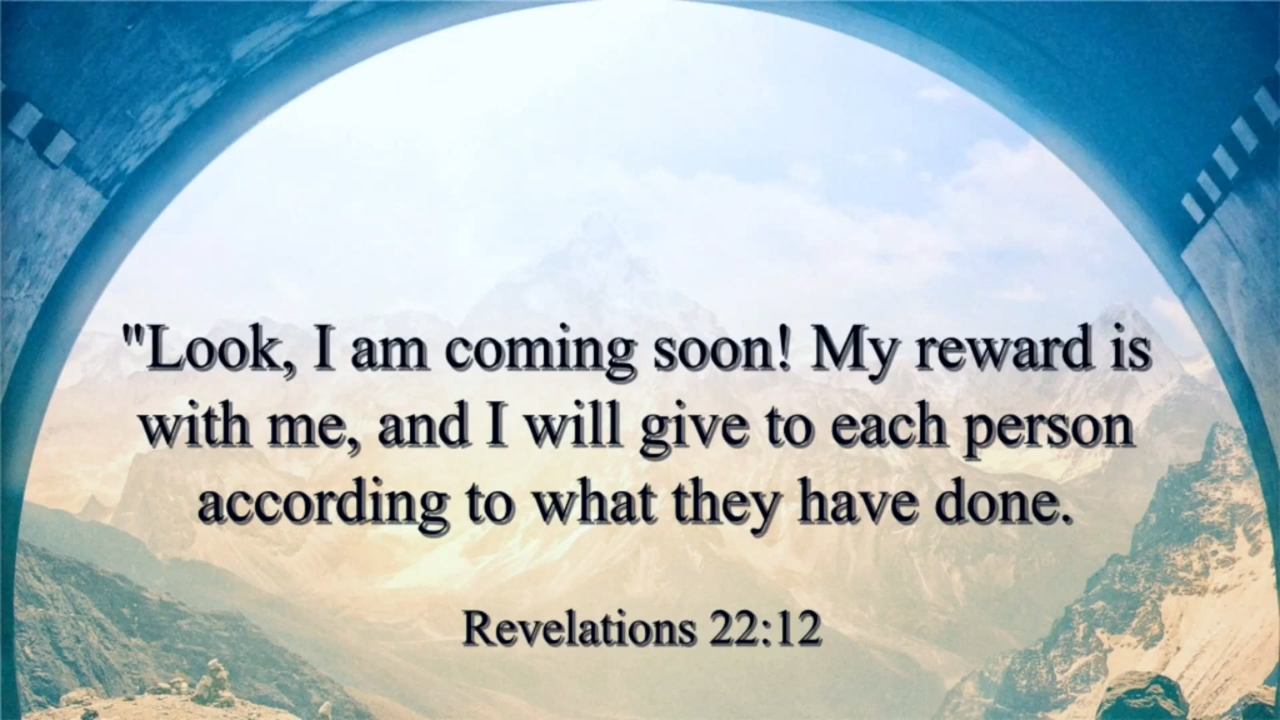 "Look, I am coming soon! My reward is
with me, and I will give to each person
according to what they have done.
Revelations 22:12